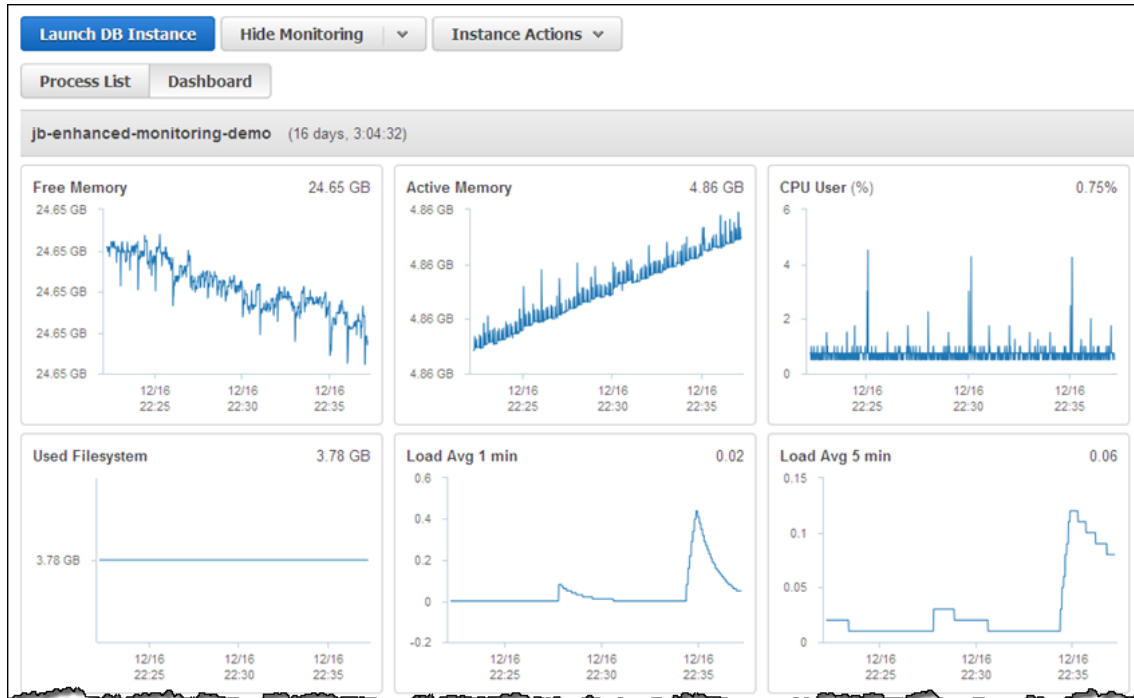 Launch DB Instance Hide Monitoring Instance Actions
Process List Dashboard
jb-enhanced-monitoring-demo (16 days, 3:04:32)
Free Memory 24.65 GB
24.65 GB
24.65 GB
24.65 GB
24.65 GB
24.65 GB
12/16 12/16 12/16
22:25 22:30 22:35
Active Memory 4.86 GB
4.86 GB
4.86 GB
4.86 GB
4.86 GB
12/16 12/16 12/16
22:25 22:30 22:35
CPU User (%) 0.75%
6
4
2
0
12/16 12/16 12/16
22:25 22:30 22:35
Used Filesystem 3.78 GB
3.78 GB
12/16 12/16 12/16
22:25 22:30 22:35
Load Avg 1 min 0.02
0.6
0.4
0.2
0
-0.2
12/16 12/16 12/16
22:25 22:30 22:35
Load Avg 5 min 0.06
0.15
0.1
0.05
0
12/16 12/16 12/16
22:25 22:30 22:35